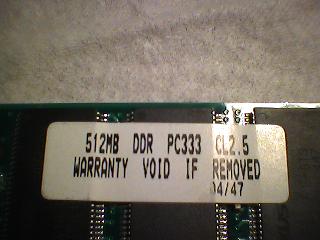 512MB DDR PC333 CL2.5
WARRANTY VOID IF REMOVED
04/47